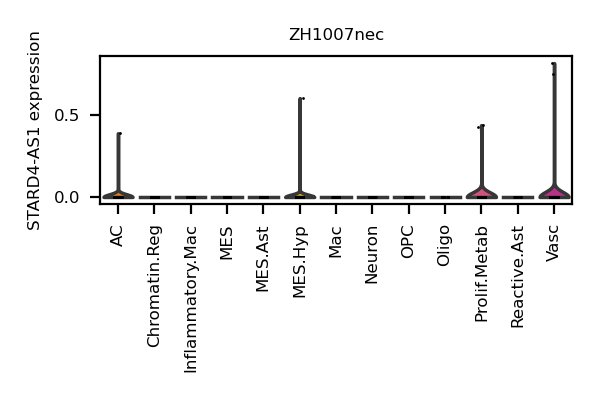 ZH1007nec
STARD4-AS1 expression
0.5
0.0
AC
Chromatin.Reg
Inflammatory.Mac
MES
MES.Ast
MES.Hyp
Mac
Neuron
OPC
Oligo
Prolif.Metab
Reactive.Ast
Vasc